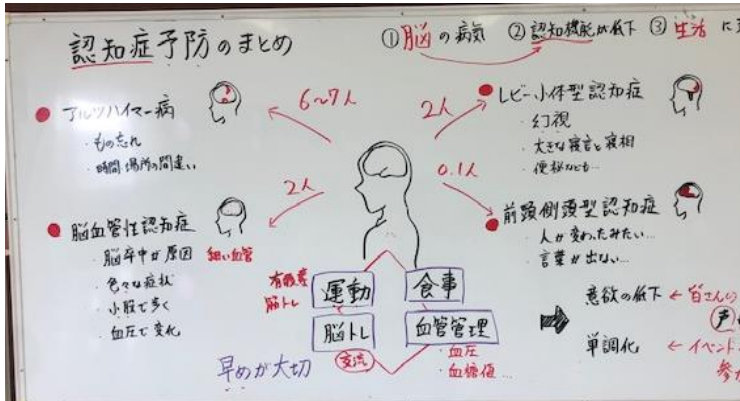 認知症予防のまとめ
①脳の病気 ②認知機能が低下 ③生活に
アルツハイマー病
・もの忘れ
・時間・場所の間違い
6~7人
2人
レビー小体型認知症
・幻視
・大きな寝言と寝相
・便秘なども…
脳血管性認知症
・脳卒中が原因
・色々な症状
・小股で歩く
・血圧で変化
細い血管
2人
0.1人
前頭側頭型認知症
・人が変わったみたい…
・言葉が出ない…
有酸素
筋トレ
運動
食事
脳トレ
血管管理
交流
・血圧
・血糖値…
早めが大切
意欲の低下 ← 皆さんの
声
単調化 ← イベント
参加